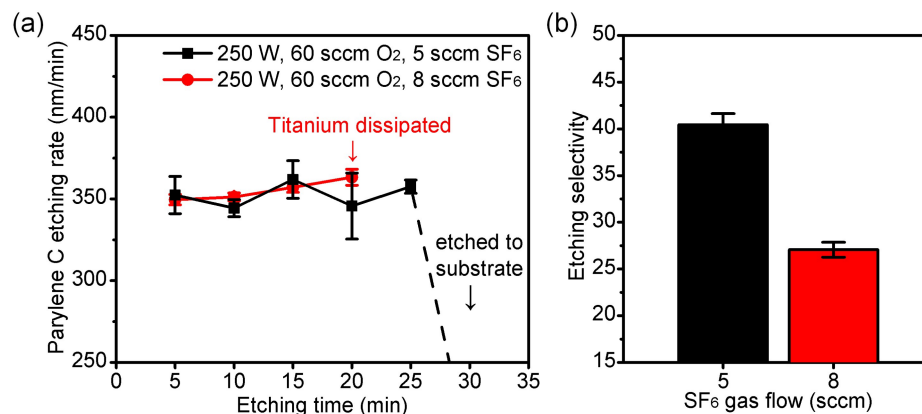 (a)
450
400
350
300
250
Parylene C etching rate (nm/min)
250 W, 60 sccm O₂, 5 sccm SF₆
250 W, 60 sccm O₂, 8 sccm SF₆
Titanium dissipated
↓
etched to
substrate
↓
0 5 10 15 20 25 30 35
Etching time (min)
(b)
50
45
40
35
30
25
20
15
Etching selectivity
5 8
SF₆ gas flow (sccm)